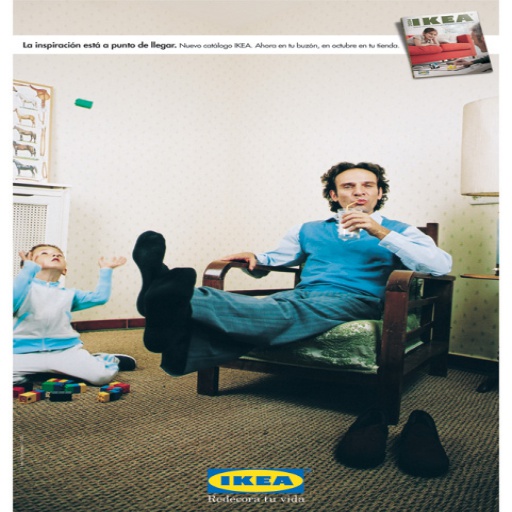 IKEA
La inspiración está a punto de llegar. Nuevo catálogo IKEA. Ahora en tu buzón, en octubre en tu tienda.
IKEA
Redecora tu vida